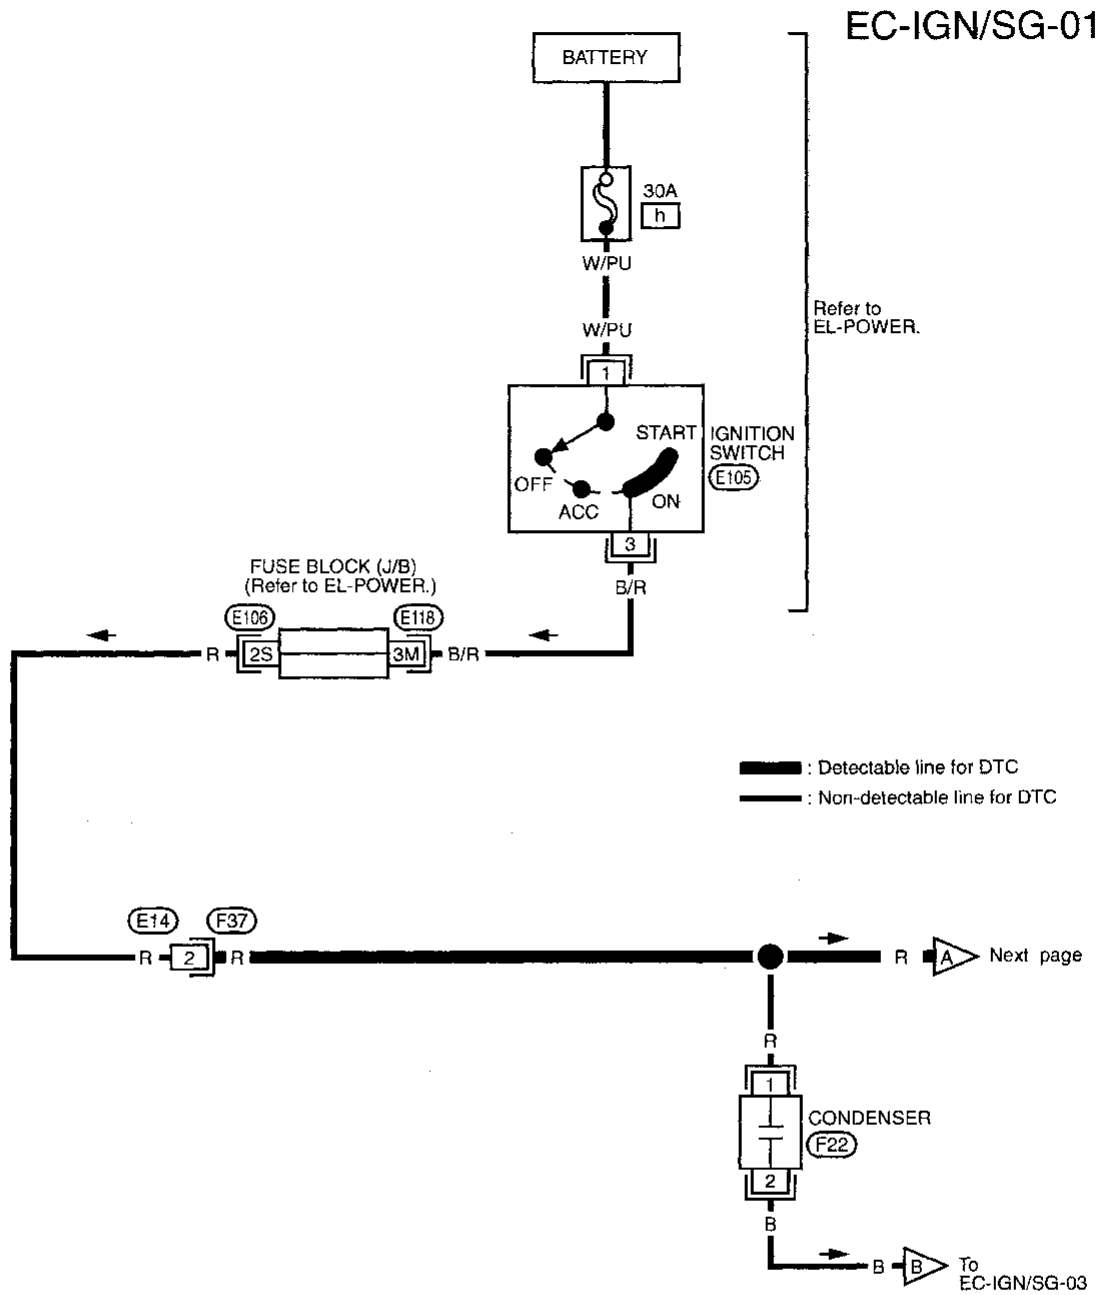 EC-IGN/SG-01
BATTERY
30A
h
W/PU
Refer to
EL-POWER.
W/PU
1
START
IGNITION
SWITCH
E105
OFF
ACC
ON
3
B/R
FUSE BLOCK (J/B)
(Refer to EL-POWER.)
E106
E118
R
2S
3M
B/R
: Detectable line for DTC
: Non-detectable line for DTC
E14
F37
R
2
R
R
A
Next page
R
1
CONDENSER
F22
2
B
B
B
To
EC-IGN/SG-03